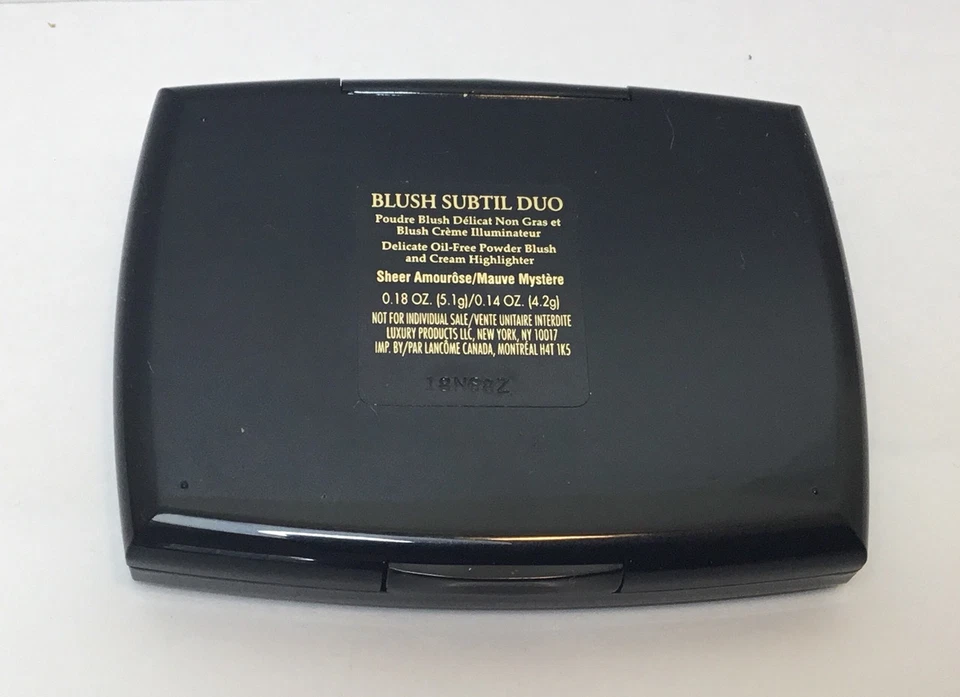 BLUSH SUBTIL DUO
Poudre Blush Délicat Non Gras et
Blush Crème Illuminateur
Delicate Oil-Free Powder Blush
and Cream Highlighter
Sheer Amourôse/Mauve Mystère
0.18 OZ. (5.1g)/0.14 OZ. (4.2g)
NOT FOR INDIVIDUAL SALE/VENTE UNITAIRE INTERDITE
LUXURY PRODUCTS LLC, NEW YORK, NY 10017
IMP. BY/PAR LANCÔME CANADA, MONTRÉAL H4T 1K5